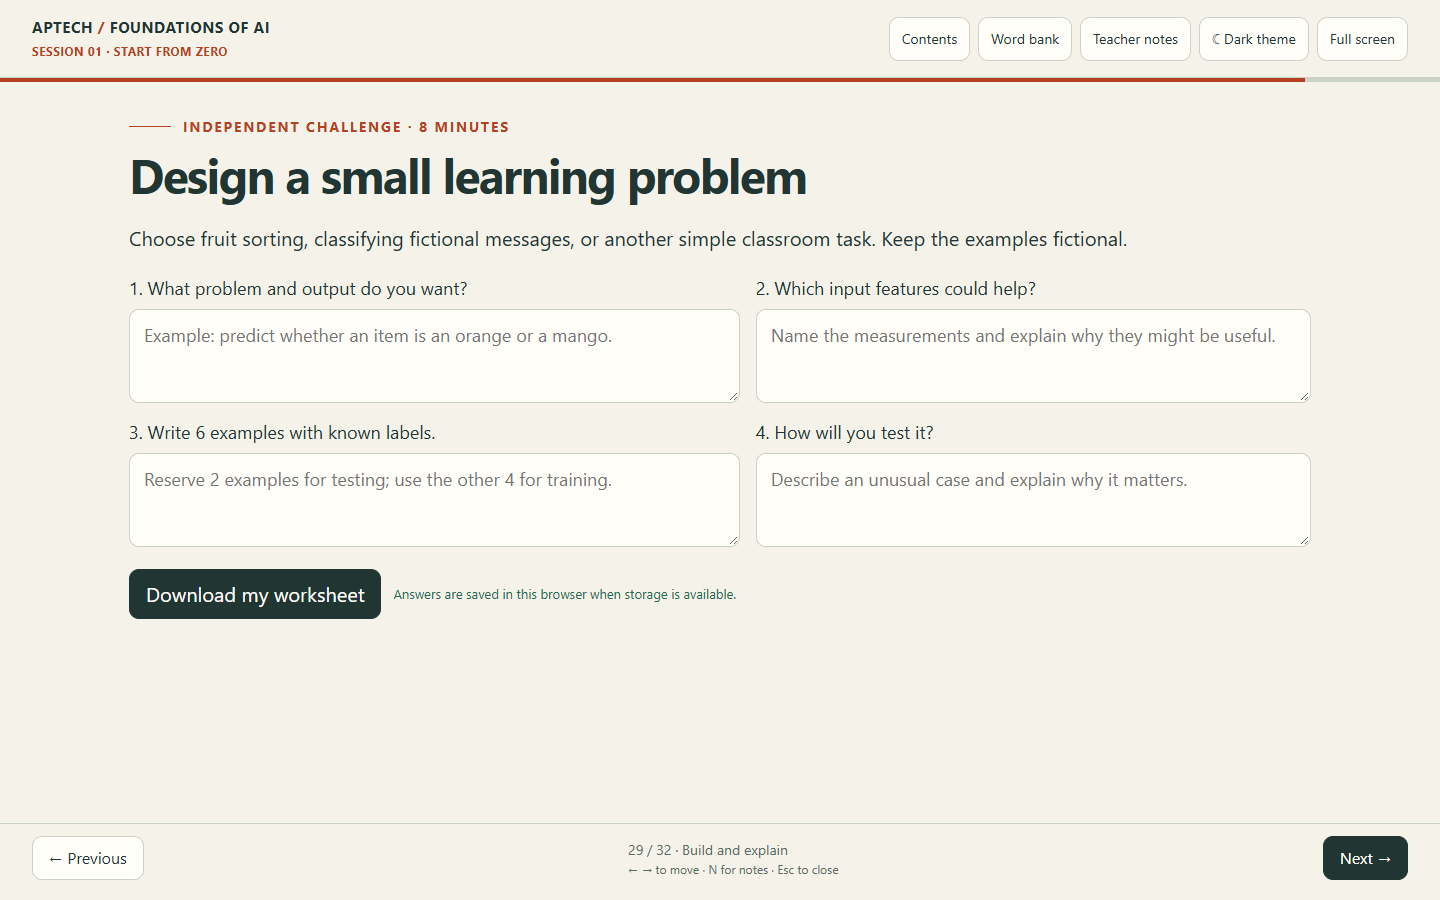 APTECH / FOUNDATIONS OF AI
SESSION 01 · START FROM ZERO
Contents
Word bank
Teacher notes
☾ Dark theme
Full screen
INDEPENDENT CHALLENGE · 8 MINUTES
Design a small learning problem
Choose fruit sorting, classifying fictional messages, or another simple classroom task. Keep the examples fictional.
1. What problem and output do you want?
Example: predict whether an item is an orange or a mango.
2. Which input features could help?
Name the measurements and explain why they might be useful.
3. Write 6 examples with known labels.
Reserve 2 examples for testing; use the other 4 for training.
4. How will you test it?
Describe an unusual case and explain why it matters.
Download my worksheet
Answers are saved in this browser when storage is available.
← Previous
29 / 32 · Build and explain
← → to move · N for notes · Esc to close
Next →